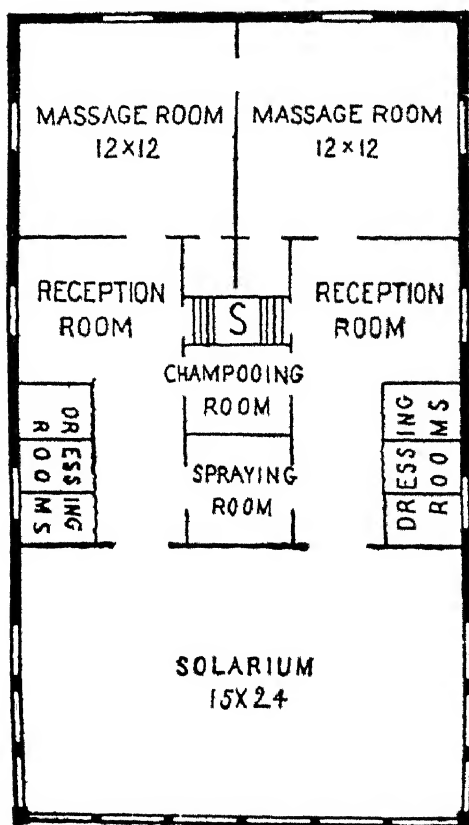 MASSAGE ROOM
12×12
MASSAGE ROOM
12×12
RECEPTION
ROOM
RECEPTION
ROOM
S
CHAMPOOING
ROOM
SPRAYING
ROOM
DRESSING
ROOMS
DRESSING
ROOMS
SOLARIUM
15X24